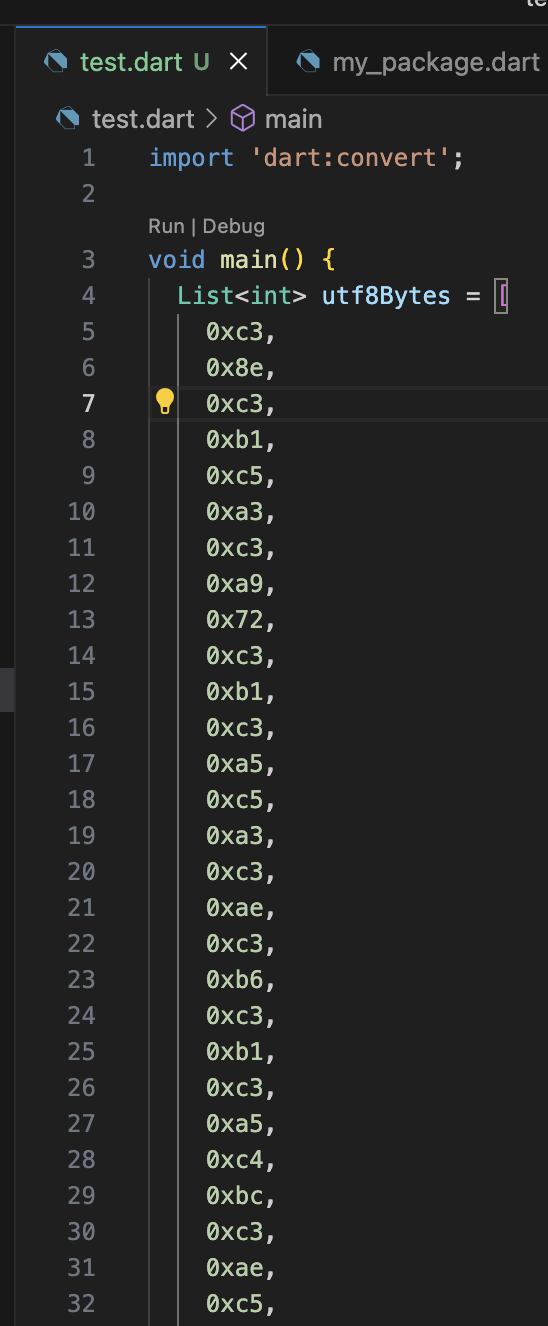 te
test.dart U × my_package.dart
test.dart > main
1 import 'dart:convert';
2
Run | Debug
3 void main() {
4 List<int> utf8Bytes = [
5 0xc3,
6 0x8e,
7 0xc3,
8 0xb1,
9 0xc5,
10 0xa3,
11 0xc3,
12 0xa9,
13 0x72,
14 0xc3,
15 0xb1,
16 0xc3,
17 0xa5,
18 0xc5,
19 0xa3,
20 0xc3,
21 0xae,
22 0xc3,
23 0xb6,
24 0xc3,
25 0xb1,
26 0xc3,
27 0xa5,
28 0xc4,
29 0xbc,
30 0xc3,
31 0xae,
32 0xc5,